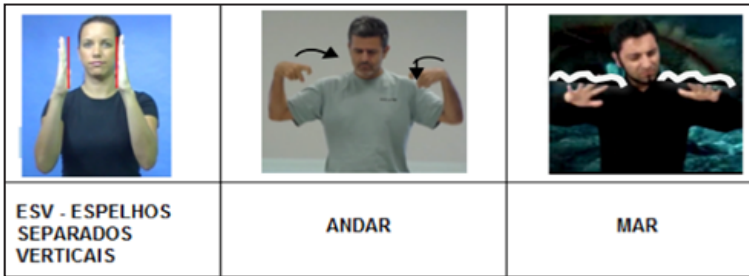 ESV - ESPELHOS
SEPARADOS
VERTICAIS
ANDAR
MAR